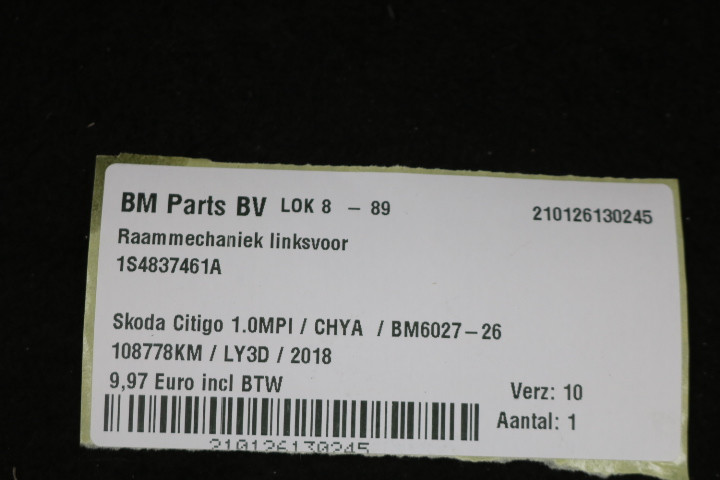 BM Parts BV LOK 8 - 89 210126130245
Raammechaniek linksvoor
1S4837461A
Skoda Citigo 1.0MPI / CHYA / BM6027-26
108778KM / LY3D / 2018
9,97 Euro incl BTW
Verz: 10
Aantal: 1
210126130245